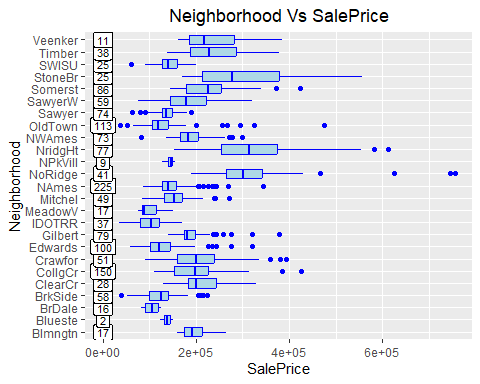 Neighborhood Vs SalePrice
Neighborhood
Veenker 11
Timber 38
SWISU 25
StoneBr 25
Somerst 86
SawyerW 59
Sawyer 74
OldTown 113
NWAmes 73
NridgHt 77
NPkVill 9
NoRidge 41
NAmes 225
Mitchel 49
MeadowV 17
IDOTRR 37
Gilbert 79
Edwards 100
Crawfor 51
CollgCr 150
ClearCr 28
BrkSide 58
BrDale 16
Blueste 2
Blmngtn 17
0e+00 2e+05 4e+05 6e+05
SalePrice